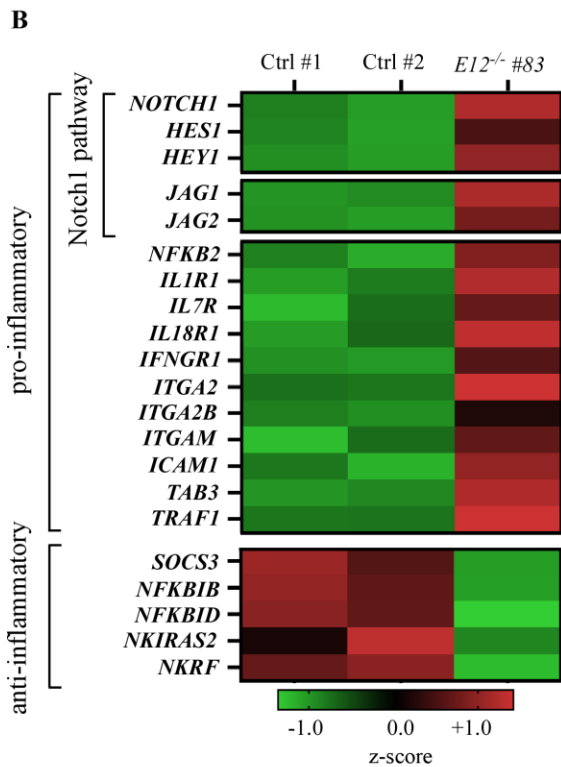 B
Ctrl #1 Ctrl #2 E12-/- #83
pro-inflammatory
Notch1 pathway
NOTCH1
HES1
HEY1
JAG1
JAG2
NFKB2
IL1R1
IL7R
IL18R1
IFNGR1
ITGA2
ITGA2B
ITGAM
ICAM1
TAB3
TRAF1
anti-inflammatory
SOCS3
NFKBIB
NFKBID
NKIRAS2
NKRF
-1.0 0.0 +1.0
z-score